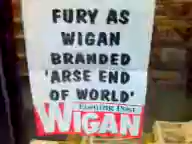 FURY AS
WIGAN
BRANDED
'ARSE END
OF WORLD'
Evening Post
WIGAN